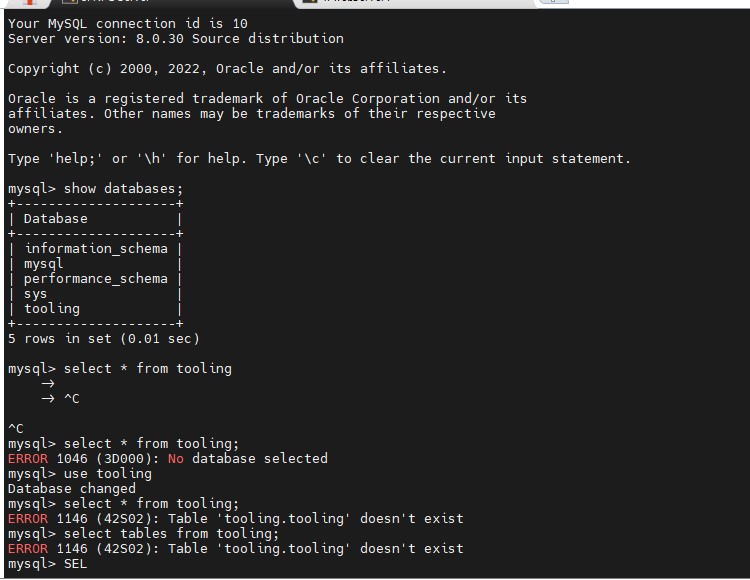 Your MySQL connection id is 10
Server version: 8.0.30 Source distribution
Copyright (c) 2000, 2022, Oracle and/or its affiliates.
Oracle is a registered trademark of Oracle Corporation and/or its
affiliates. Other names may be trademarks of their respective
owners.
Type 'help;' or '\h' for help. Type '\c' to clear the current input statement.
mysql> show databases;
+--------------------+
| Database           |
+--------------------+
| information_schema |
| mysql              |
| performance_schema |
| sys                |
| tooling            |
+--------------------+
5 rows in set (0.01 sec)
mysql> select * from tooling
    ->
    -> ^C
^C
mysql> select * from tooling;
ERROR 1046 (3D000): No database selected
mysql> use tooling
Database changed
mysql> select * from tooling;
ERROR 1146 (42S02): Table 'tooling.tooling' doesn't exist
mysql> select tables from tooling;
ERROR 1146 (42S02): Table 'tooling.tooling' doesn't exist
mysql> SEL